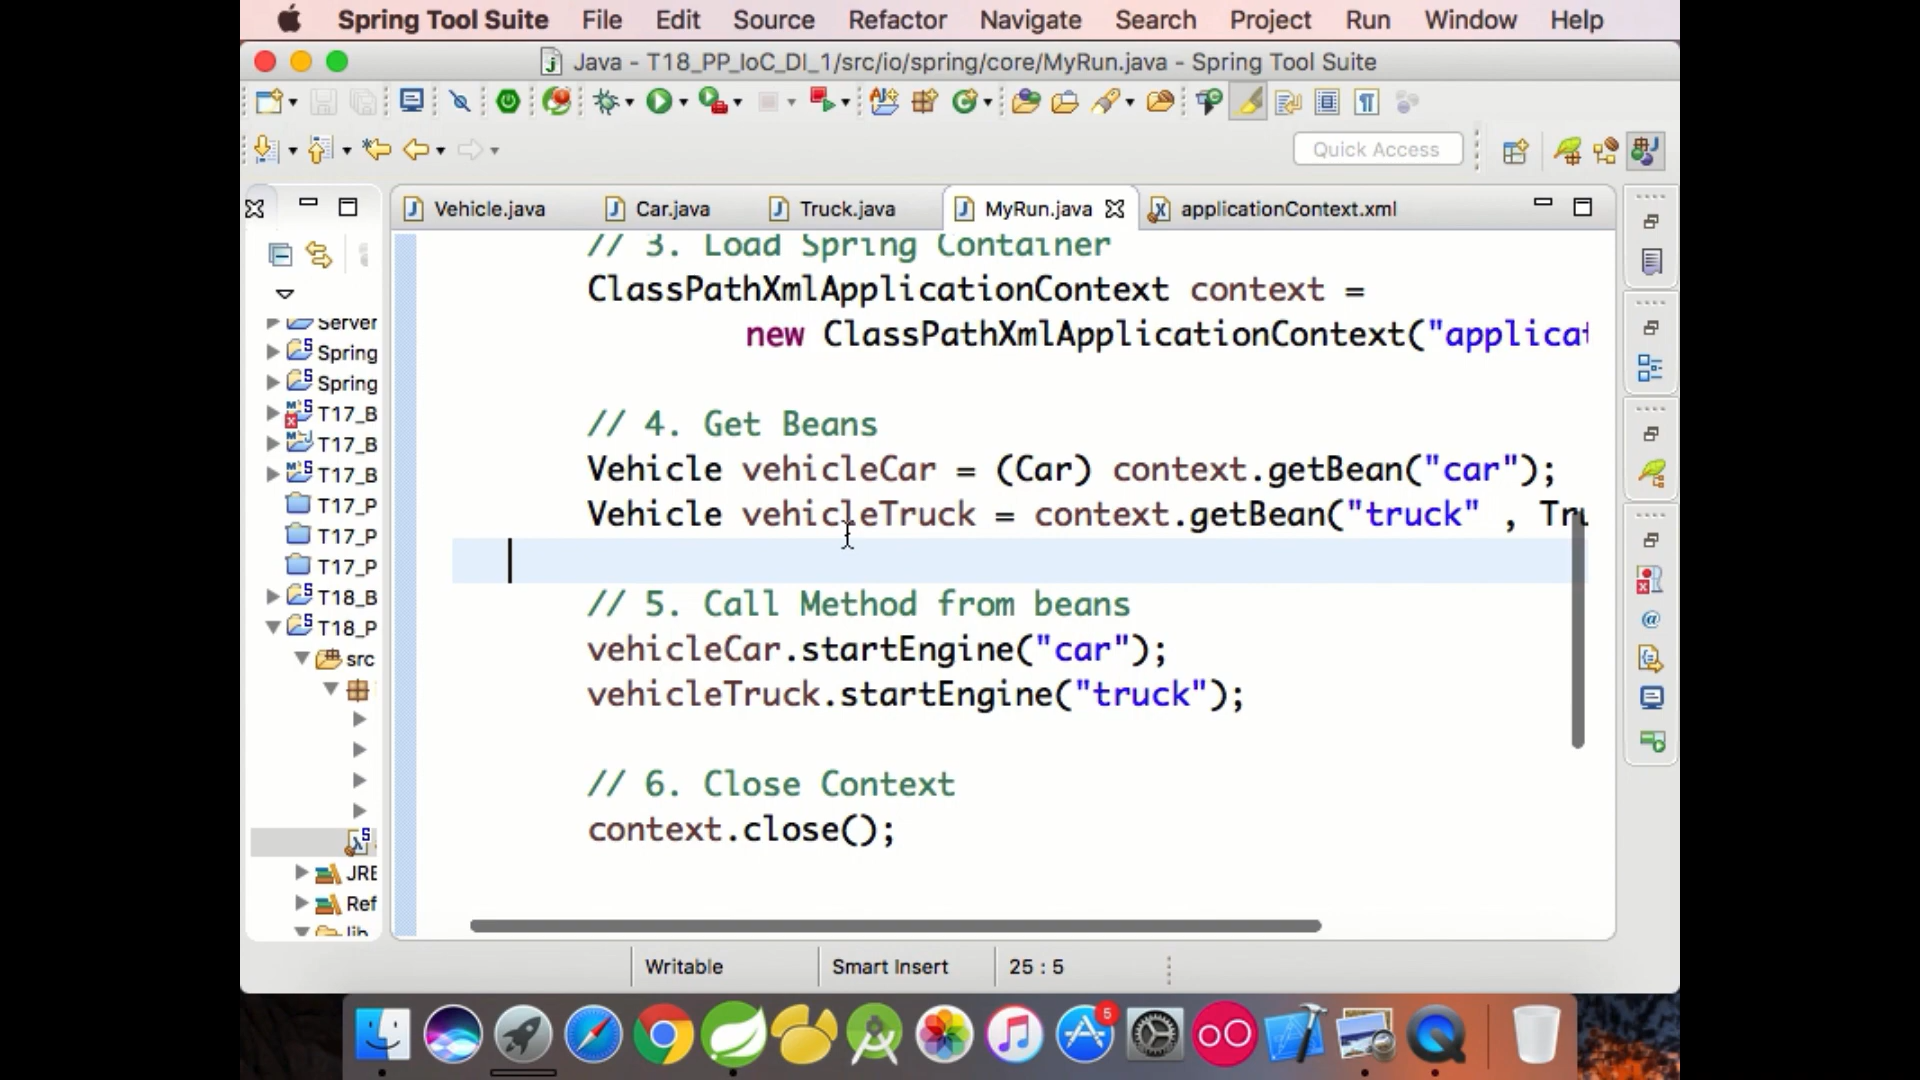 Spring Tool Suite File Edit Source Refactor Navigate Search Project Run Window Help
Java - T18_PP_IoC_DI_1/src/io/spring/core/MyRun.java - Spring Tool Suite
Quick Access
Vehicle.java Car.java Truck.java MyRun.java applicationContext.xml
Server
Spring
Spring
T17_B
T17_B
T17_B
T17_P
T17_P
T17_P
T18_B
T18_P
src
JRE
Ref
lib
// 3. Load Spring Container
ClassPathXmlApplicationContext context =
new ClassPathXmlApplicationContext("applicat
// 4. Get Beans
Vehicle vehicleCar = (Car) context.getBean("car");
Vehicle vehicleTruck = context.getBean("truck" , Tru
// 5. Call Method from beans
vehicleCar.startEngine("car");
vehicleTruck.startEngine("truck");
// 6. Close Context
context.close();
Writable Smart Insert 25 : 5
5